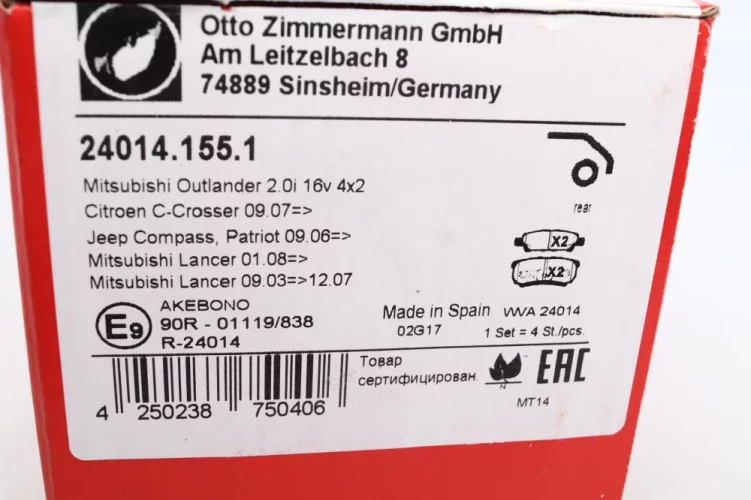 Otto Zimmermann GmbH
Am Leitzelbach 8
74889 Sinsheim/Germany
24014.155.1
Mitsubishi Outlander 2.0i 16v 4x2
Citroen C-Crosser 09.07=>
Jeep Compass, Patriot 09.06=>
Mitsubishi Lancer 01.08=>
Mitsubishi Lancer 09.03=>12.07
rear
X2
X2
E9
AKEBONO
90R - 01119/838
R-24014
Made in Spain
02G17
WVA 24014
1 Set = 4 St./pcs.
4 250238 750406
Товар
сертифицирован.
N
EAC
MT14